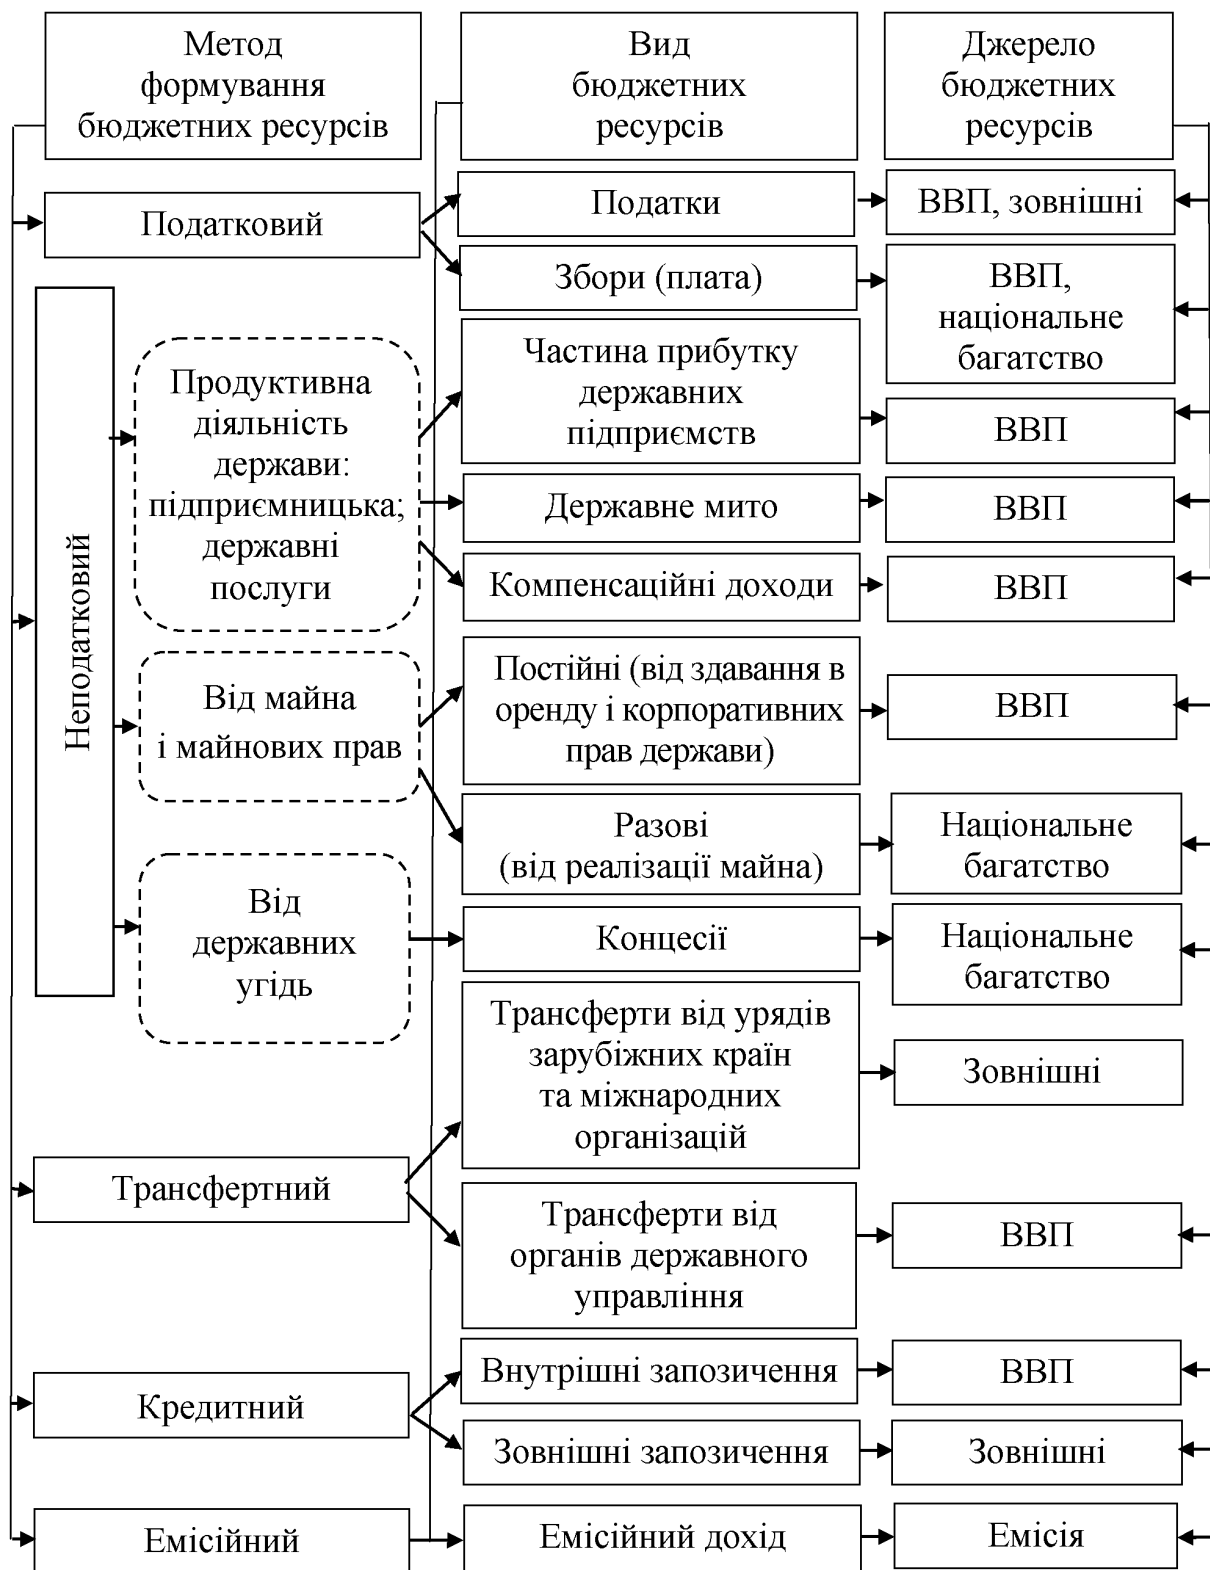 Метод
формування
бюджетних ресурсів
Вид
бюджетних
ресурсів
Джерело
бюджетних
ресурсів
Податковий
Податки
ВВП, зовнішні
Збори (плата)
ВВП,
національне
багатство
Неподатковий
Продуктивна
діяльність
держави:
підприємницька;
державні
послуги
Частина прибутку
державних
підприємств
ВВП
Державне мито
ВВП
Компенсаційні доходи
ВВП
Від майна
і майнових прав
Постійні (від здавання в
оренду і корпоративних
прав держави)
ВВП
Разові
(від реалізації майна)
Національне
багатство
Від
державних
угідь
Концесії
Національне
багатство
Трансфертний
Трансферти від урядів
зарубіжних країн
та міжнародних
організацій
Зовнішні
Трансферти від
органів державного
управління
ВВП
Кредитний
Внутрішні запозичення
ВВП
Зовнішні запозичення
Зовнішні
Емісійний
Емісійний дохід
Емісія